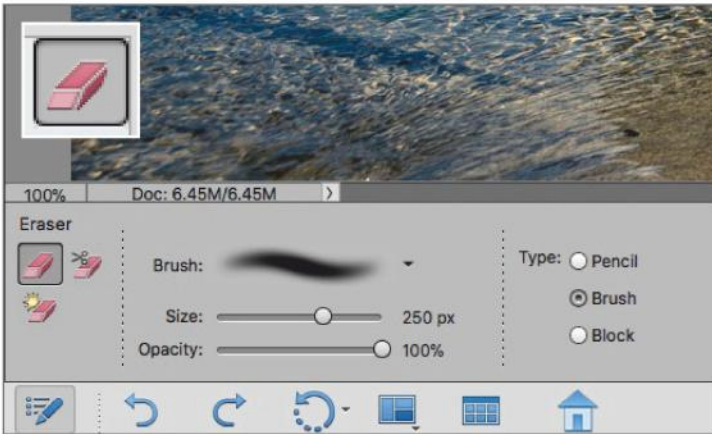 100% Doc: 6.45M/6.45M
Eraser
Brush:
Size: 250 px
Opacity: 100%
Type: Pencil
Brush
Block